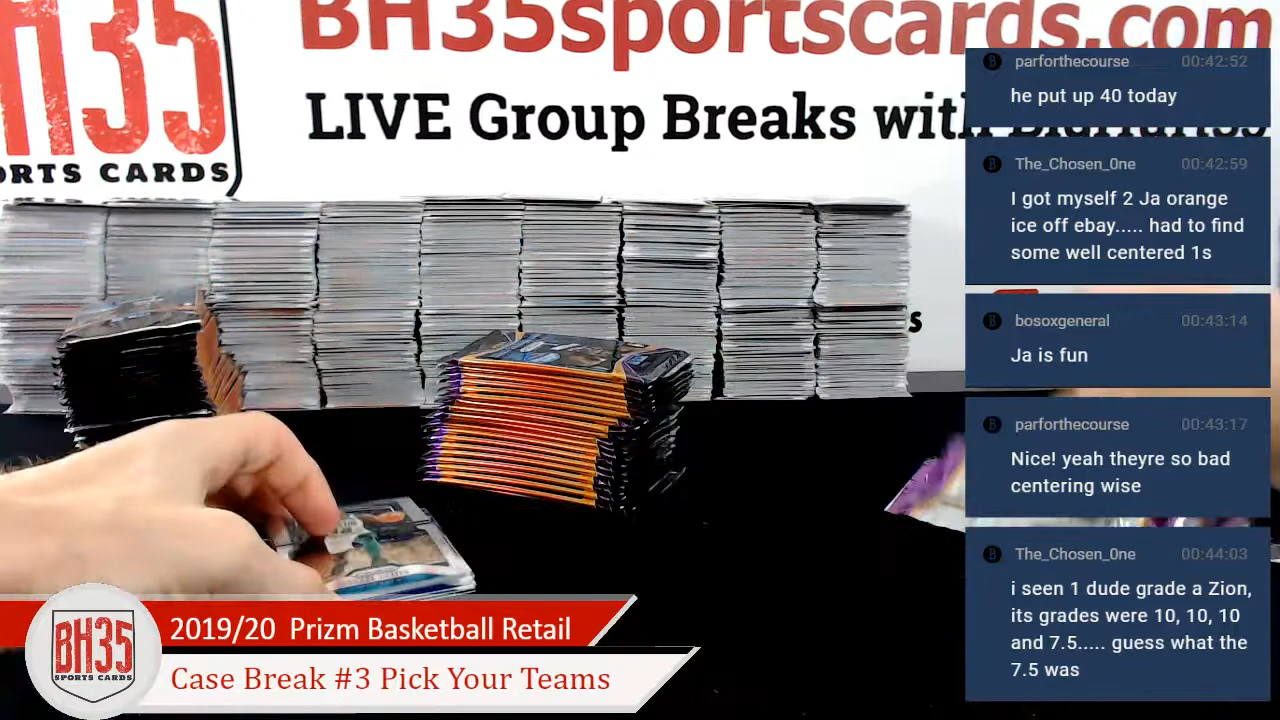 BH35sportscards.com
H35
ORTS CARDS
LIVE Group Breaks with
s
parforthecourse 00:42:52
he put up 40 today
The_Chosen_0ne 00:42:59
I got myself 2 Ja orange
ice off ebay..... had to find
some well centered 1s
bosoxgeneral 00:43:14
Ja is fun
parforthecourse 00:43:17
Nice! yeah theyre so bad
centering wise
The_Chosen_0ne 00:44:03
i seen 1 dude grade a Zion,
its grades were 10, 10, 10
and 7.5..... guess what the
7.5 was
BH35
SPORTS CARDS
2019/20 Prizm Basketball Retail
Case Break #3 Pick Your Teams